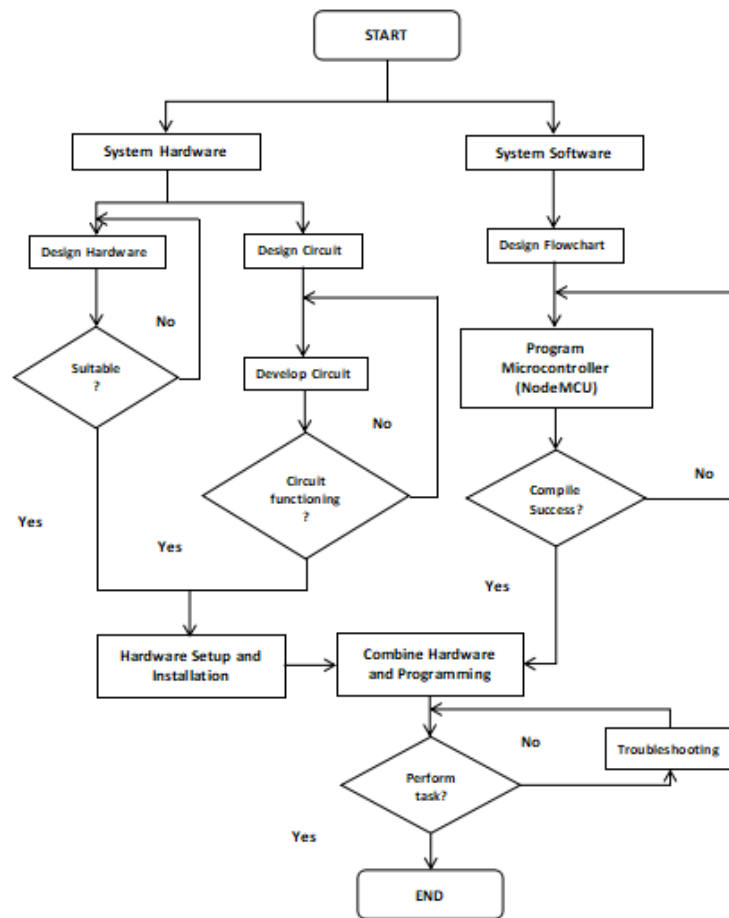 START
System Hardware
System Software
Design Hardware
Design Circuit
Design Flowchart
No
Suitable
?
Develop Circuit
Program
Microcontroller
(NodeMCU)
No
Circuit
functioning
?
Compile
Success?
No
Yes
Yes
Yes
Hardware Setup and
Installation
Combine Hardware
and Programming
No
Troubleshooting
Perform
task?
Yes
END